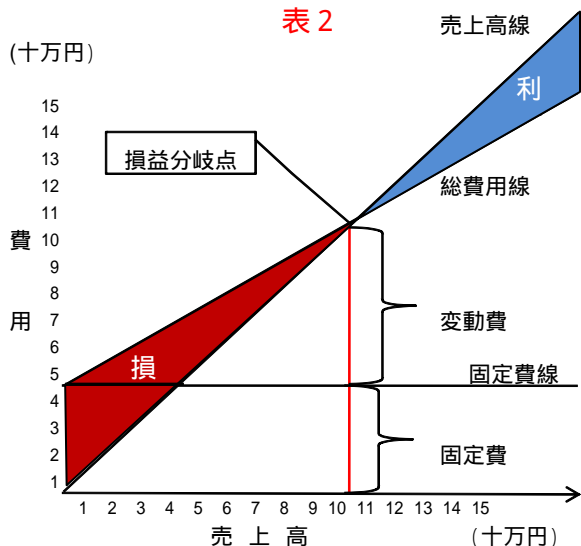 表２
売上高線
(十万円)
利
15
14
13
12
11
10
9
8
7
6
5
4
3
2
1
費
用
損益分岐点
総費用線
変動費
損
固定費線
固定費
1 2 3 4 5 6 7 8 9 10 11 12 13 14 15
売 上 高
(十万円)